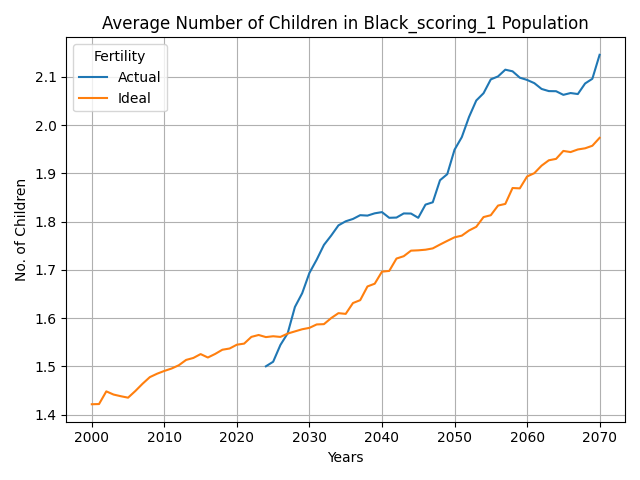 Average Number of Children in Black_scoring_1 Population
Fertility
Actual
Ideal
No. of Children
2.1
2.0
1.9
1.8
1.7
1.6
1.5
1.4
2000 2010 2020 2030 2040 2050 2060 2070
Years